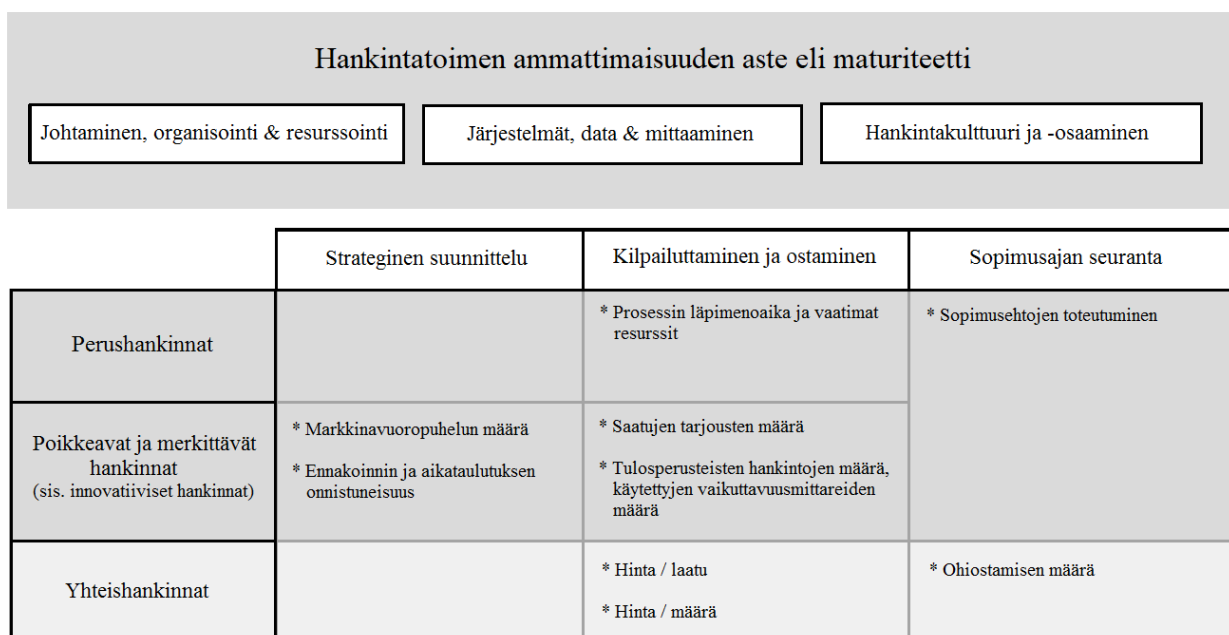 Hankintatoimen ammattimaisuuden aste eli maturiteetti
Johtaminen, organisointi & resurssointi
Järjestelmät, data & mittaaminen
Hankintakulttuuri ja -osaaminen
Strateginen suunnittelu
Kilpailuttaminen ja ostaminen
Sopimusajan seuranta
Perushankinnat
* Prosessin läpimenoaika ja vaatimat
resurssit
* Sopimusehtojen toteutuminen
Poikkeavat ja merkittävät
hankinnat
(sis. innovatiiviset hankinnat)
* Markkinavuoropuhelun määrä
* Ennakoinnin ja aikataulutuksen
onnistuneisuus
* Saatujen tarjousten määrä
* Tulosperusteisten hankintojen määrä,
käytettyjen vaikuttavuusmittareiden
määrä
Yhteishankinnat
* Hinta / laatu
* Hinta / määrä
* Ohiostamisen määrä